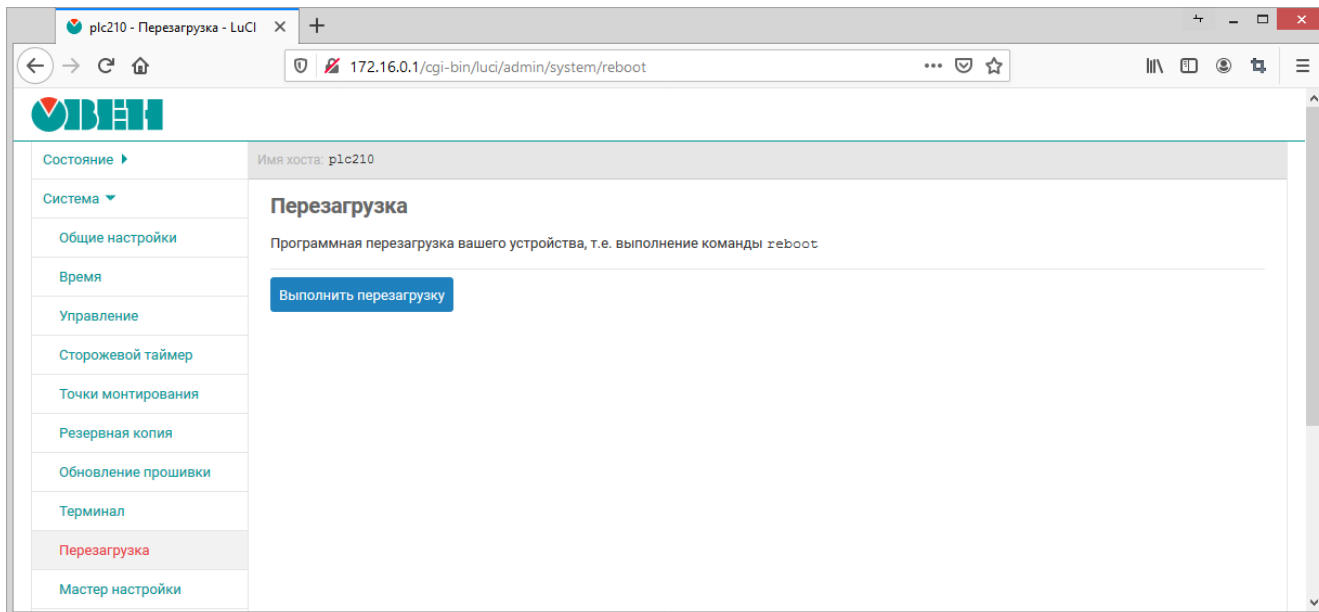 plc210 - Перезагрузка - LuCI
172.16.0.1/cgi-bin/luci/admin/system/reboot
ОВЕН
Состояние
Имя хоста: plc210
Система
Перезагрузка
Общие настройки
Программная перезагрузка вашего устройства, т.е. выполнение команды reboot
Время
Выполнить перезагрузку
Управление
Сторожевой таймер
Точки монтирования
Резервная копия
Обновление прошивки
Терминал
Перезагрузка
Мастер настройки